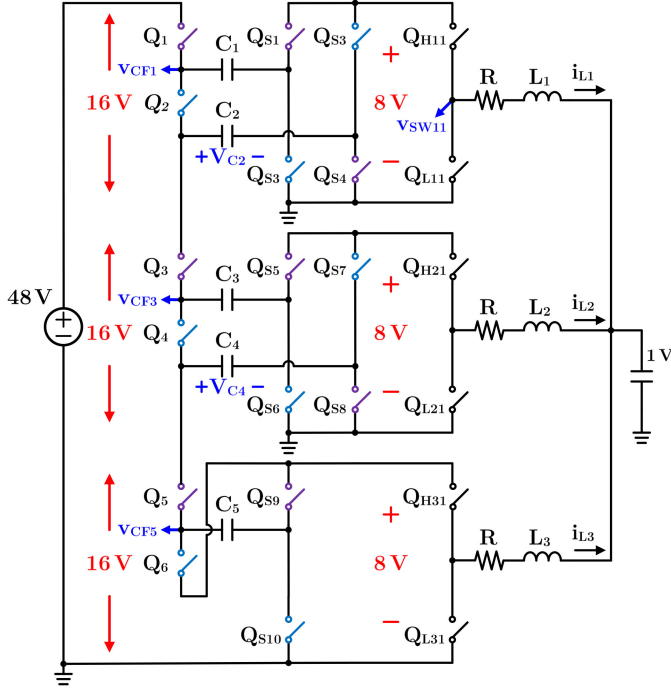 Q1 C1 QS1 QS3 QH11
+
vCF1
R L1 iL1
16 V Q2 C2 8 V
vSW11
+VC2−
−
QS3 QS4 QL11
Q3 C3 QS5 QS7 QH21
+
48 V vCF3
R L2 iL2
+
−
16 V Q4 C4 8 V
1 V
+VC4−
−
QS6 QS8 QL21
Q5 C5 QS9 QH31
+
vCF5
R L3 iL3
16 V Q6 8 V
−
QS10 QL31